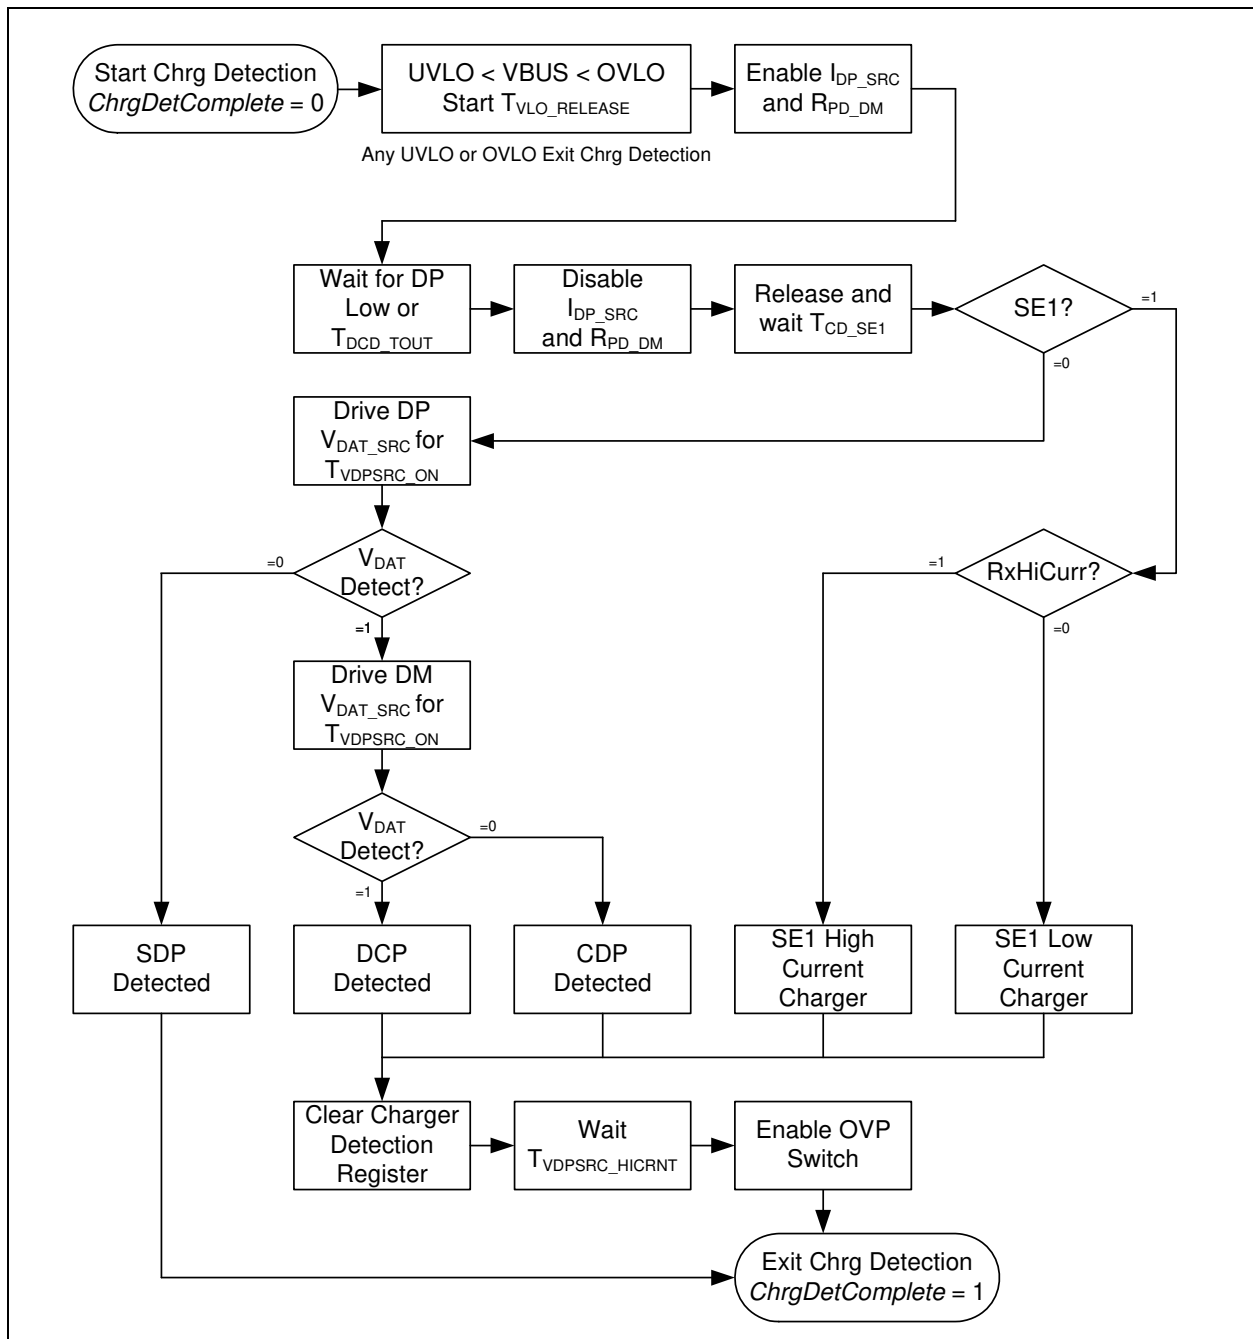 Start Chrg Detection
ChrgDetComplete = 0
UVLO < VBUS < OVLO
Start TVLO_RELEASE
Enable IDP_SRC
and RPD_DM
Any UVLO or OVLO Exit Chrg Detection
Wait for DP
Low or
TDCD_TOUT
Disable
IDP_SRC
and RPD_DM
Release and
wait TCD_SE1
SE1?
=1
=0
Drive DP
VDAT_SRC for
TVDPSRC_ON
VDAT
Detect?
=0
=1
RxHiCurr?
=1
=0
Drive DM
VDAT_SRC for
TVDPSRC_ON
VDAT
Detect?
=0
=1
SDP
Detected
DCP
Detected
CDP
Detected
SE1 High
Current
Charger
SE1 Low
Current
Charger
Clear Charger
Detection
Register
Wait
TVDPSRC_HICRNT
Enable OVP
Switch
Exit Chrg Detection
ChrgDetComplete = 1